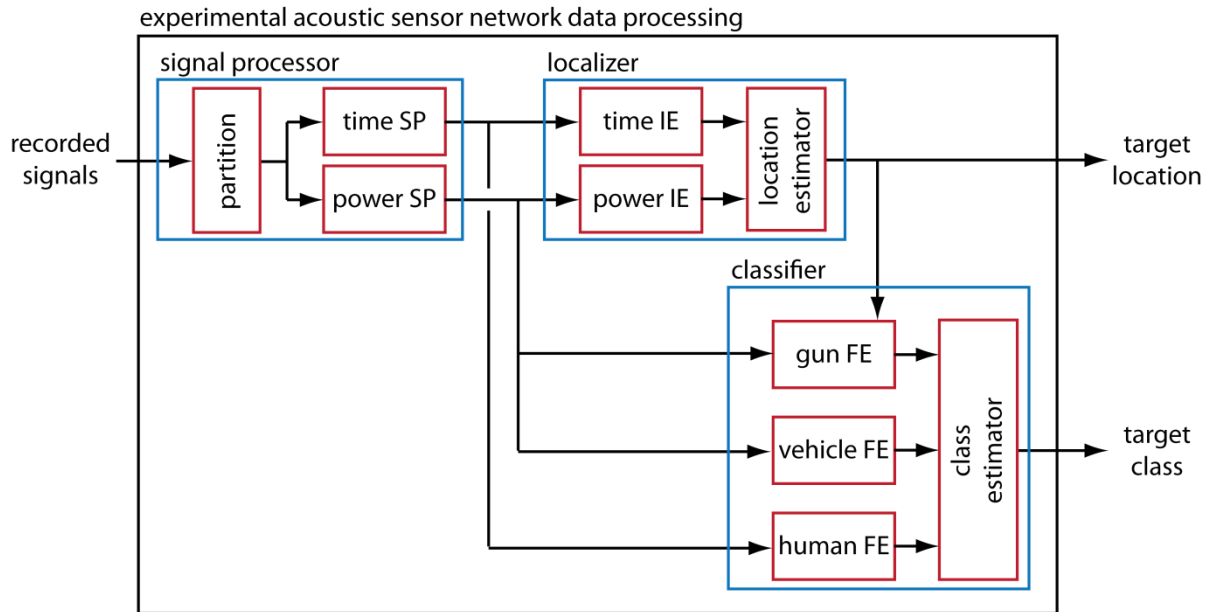 experimental acoustic sensor network data processing
signal processor
localizer
recorded
signals
partition
time SP
power SP
time IE
power IE
location
estimator
target
location
classifier
gun FE
vehicle FE
human FE
class
estimator
target
class